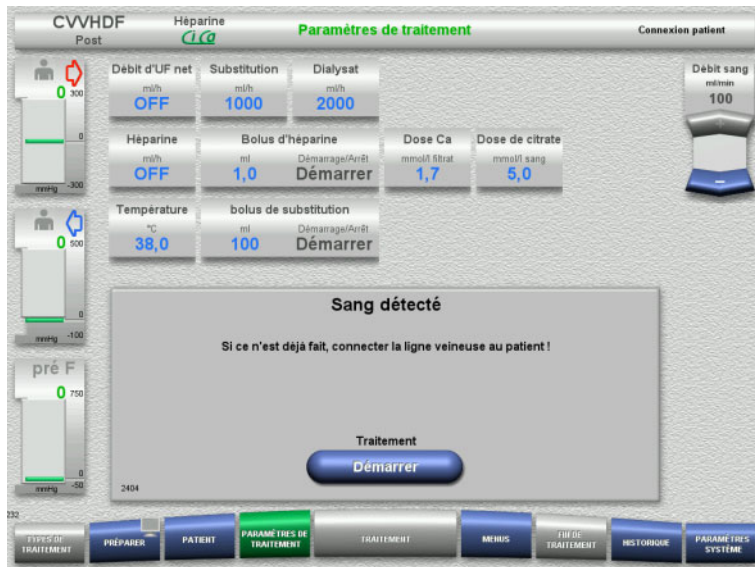 CVVHDF
Post
Héparine
CiCa
Paramètres de traitement
Connexion patient
0 300
0
mmHg -300
Débit d'UF net
ml/h
OFF
Substitution
ml/h
1000
Dialysat
ml/h
2000
Débit sang
ml/min
100
Héparine
ml/h
OFF
Bolus d'héparine
ml Démarrage/Arrêt
1,0 Démarrer
Dose Ca
mmol/l filtrat
1,7
Dose de citrate
mmol/l sang
5,0
Température
°C
38,0
bolus de substitution
ml Démarrage/Arrêt
100 Démarrer
0 500
0
mmHg -100
Sang détecté
Si ce n'est déjà fait, connecter la ligne veineuse au patient !
pré F
0 750
0
mmHg -50
Traitement
Démarrer
2404
232
TYPES DE TRAITEMENT
PRÉPARER
PATIENT
PARAMÈTRES DE TRAITEMENT
TRAITEMENT
MENUS
FIN DE TRAITEMENT
HISTORIQUE
PARAMÈTRES SYSTÈME